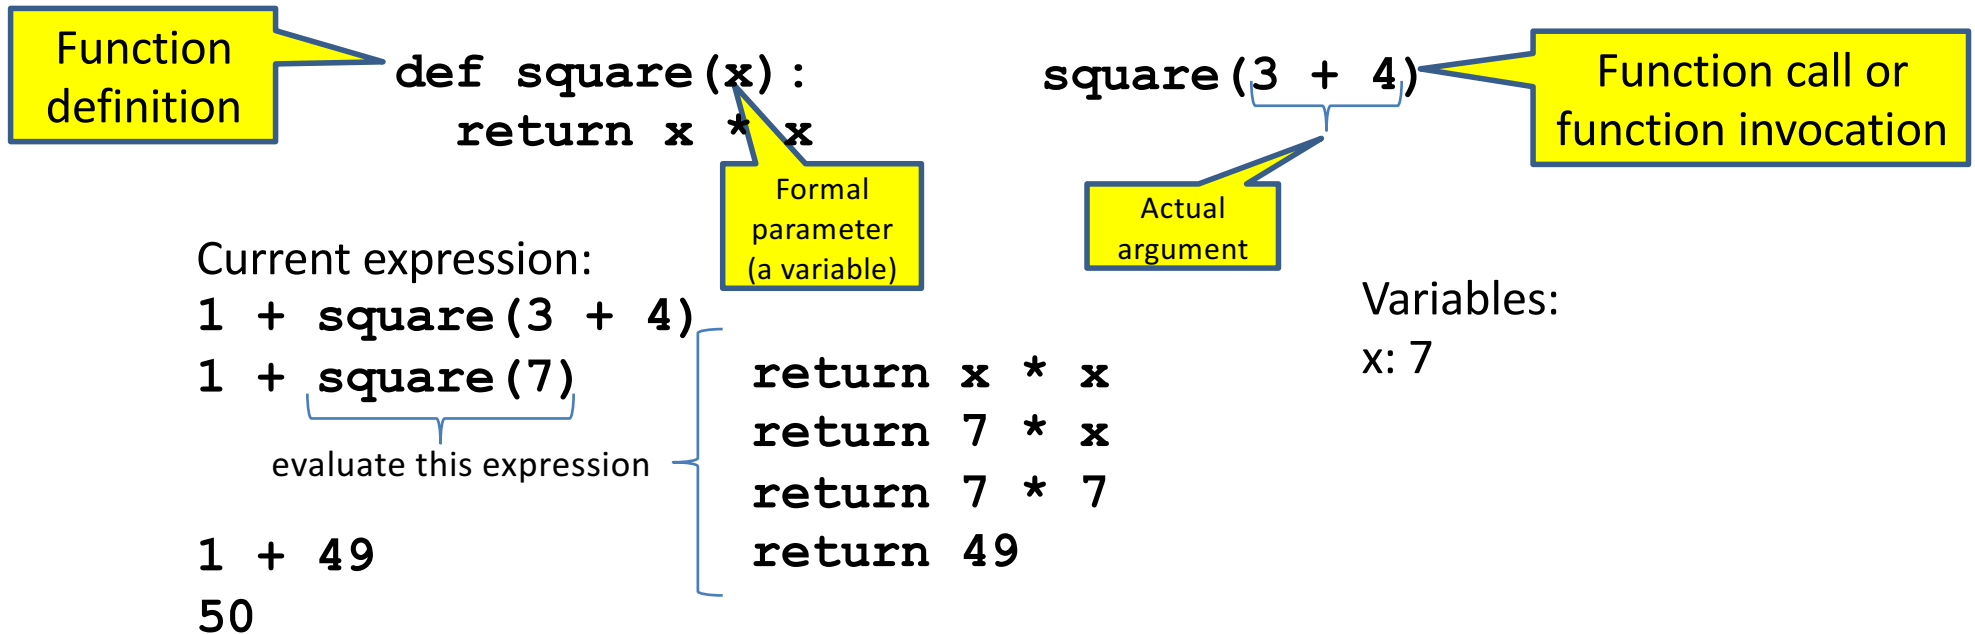 Function
definition
def square(x):
return x * x
Formal
parameter
(a variable)
square(3 + 4)
Actual
argument
Function call or
function invocation
Current expression:
1 + square(3 + 4)
1 + square(7)
evaluate this expression
return x * x
return 7 * x
return 7 * 7
return 49
1 + 49
50
Variables:
x: 7